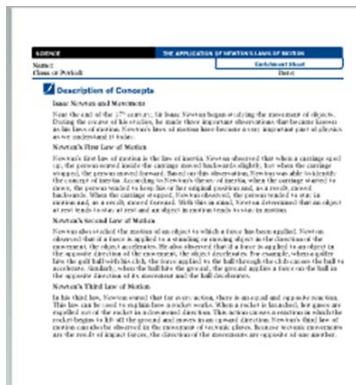 SCIENCE THE APPLICATION OF NEWTON'S LAWS OF MOTION
Name: Enrichment Sheet
Class or Period: Date:
Description of Concepts
Isaac Newton and Movement
Near the end of the 17th century, Sir Isaac Newton began studying the movement of objects.
During the course of his studies, he made three important observations that became known
as his laws of motion. Newton's laws of motion have become a very important part of physics
as we understand it today.
Newton's First Law of Motion
Newton's first law of motion is the law of inertia. Newton observed that when a carriage sped
up, the person seated inside the carriage moved backwards slightly, but when the carriage
stopped, the person moved forward. Based on this observation, Newton was able to identify
the concept of inertia. According to Newton's theory of inertia, when the carriage started to
move, the person tended to keep his or her original position and, as a result, moved
backwards. When the carriage stopped, Newton observed, the person tended to stay in
motion and, as a result, moved forward. With this in mind, Newton determined that an object
at rest tends to stay at rest and an object in motion tends to stay in motion.
Newton's Second Law of Motion
Newton also studied the motion of an object to which a force has been applied. Newton
observed that if a force is applied to a standing or moving object in the direction of the
movement, the object accelerates. He also observed that if a force is applied to an object in
the opposite direction of the movement, the object decelerates. For example, when a golfer
hits the golf ball with his club, the force applied to the ball through the club causes the ball to
accelerate. Similarly, when the ball hits the ground, the ground applies a force on the ball in
the opposite direction of its movement and the ball decelerates.
Newton's Third Law of Motion
In his third law, Newton stated that for every action, there is an equal and opposite reaction.
This law can be used to explain how a rocket works. When a rocket is launched, hot gases are
expelled out of the rocket in a downward direction. This action causes a reaction in which the
rocket begins to lift off the ground and moves in an upward direction. Newton's third law of
motion can also be observed in the movement of tectonic plates. Because tectonic movements
are the result of impact forces, the direction of the movements are opposite of one another.